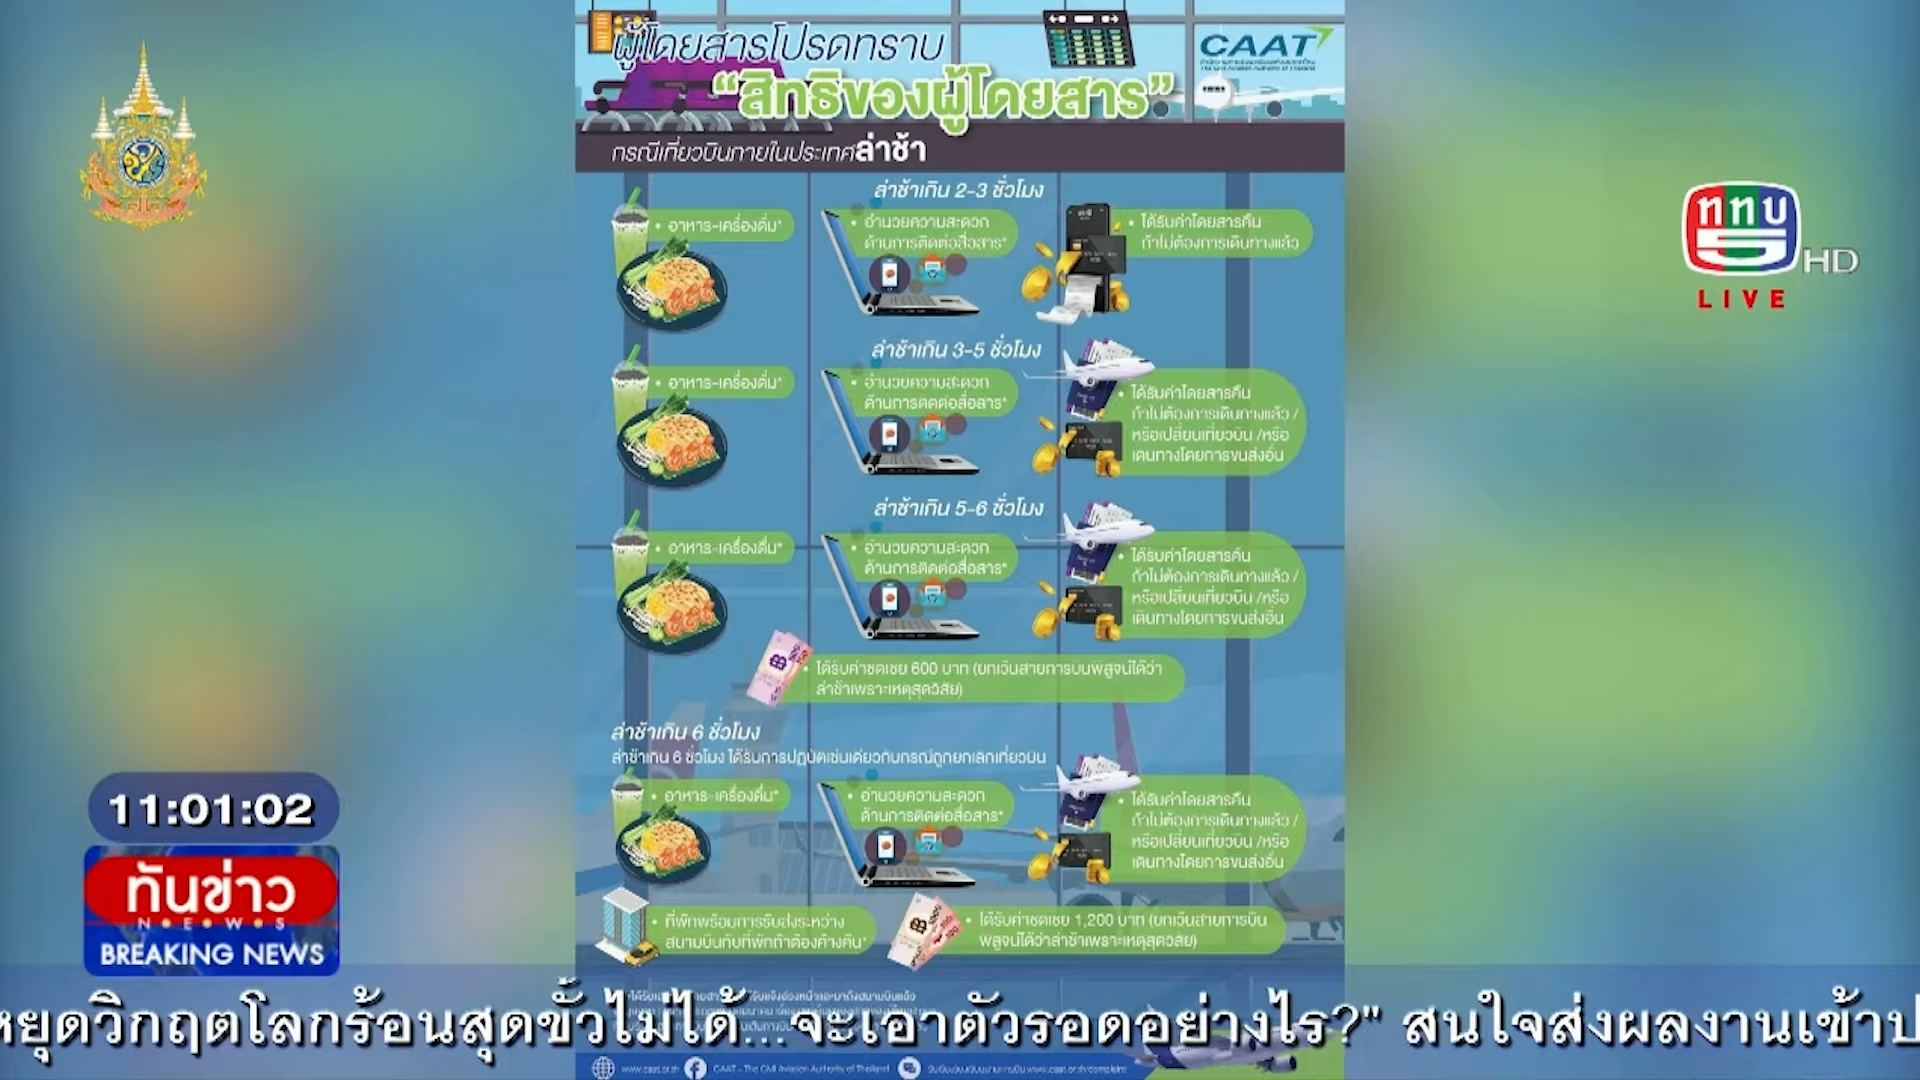 ผู้โดยสารโปรดทราบ
CAAT
“สิทธิของผู้โดยสาร”
กรณีเที่ยวบินภายในประเทศล่าช้า
ล่าช้าเกิน 2-3 ชั่วโมง
• อาหาร-เครื่องดื่ม*
• อำนวยความสะดวก
ด้านการติดต่อสื่อสาร*
• ได้รับค่าโดยสารคืน
ถ้าไม่ต้องการเดินทางแล้ว
ททบ
5
HD
LIVE
ล่าช้าเกิน 3-5 ชั่วโมง
• อาหาร-เครื่องดื่ม*
• อำนวยความสะดวก
ด้านการติดต่อสื่อสาร*
• ได้รับค่าโดยสารคืน
ถ้าไม่ต้องการเดินทางแล้ว /
หรือเปลี่ยนเที่ยวบิน /หรือ
เดินทางโดยการขนส่งอื่น
ล่าช้าเกิน 5-6 ชั่วโมง
• อาหาร-เครื่องดื่ม*
• อำนวยความสะดวก
ด้านการติดต่อสื่อสาร*
• ได้รับค่าโดยสารคืน
ถ้าไม่ต้องการเดินทางแล้ว /
หรือเปลี่ยนเที่ยวบิน /หรือ
เดินทางโดยการขนส่งอื่น
• ได้รับค่าชดเชย 600 บาท (ยกเว้นสายการบินพิสูจน์ได้ว่า
ล่าช้าเพราะเหตุสุดวิสัย)
ล่าช้าเกิน 6 ชั่วโมง
ล่าช้าเกิน 6 ชั่วโมง ได้รับการปฏิบัติเช่นเดียวกับกรณีถูกยกเลิกเที่ยวบิน
• อาหาร-เครื่องดื่ม*
• อำนวยความสะดวก
ด้านการติดต่อสื่อสาร*
• ได้รับค่าโดยสารคืน
ถ้าไม่ต้องการเดินทางแล้ว /
หรือเปลี่ยนเที่ยวบิน /หรือ
เดินทางโดยการขนส่งอื่น
• ที่พักพร้อมการรับส่งระหว่าง
สนามบินกับที่พักถ้าต้องค้างคืน*
• ได้รับค่าชดเชย 1,200 บาท (ยกเว้นสายการบิน
พิสูจน์ได้ว่าล่าช้าเพราะเหตุสุดวิสัย)
11:01:02
ทันข่าว
NEWS
BREAKING NEWS
หยุดวิกฤตโลกร้อนสุดขั้วไม่ได้...จะเอาตัวรอดอย่างไร?" สนใจส่งผลงานเข้าป
www.caat.or.th
CAAT - The Civil Aviation Authority of Thailand
www.caat.or.th/complaint